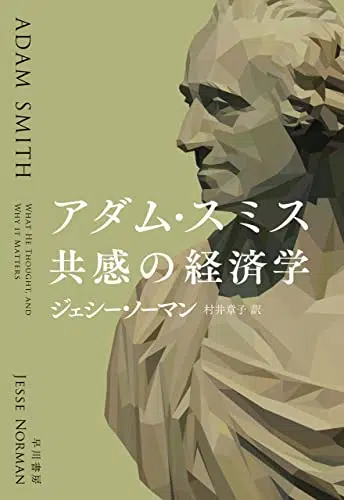 ADAM SMITH
WHAT HE THOUGHT, AND
WHY IT MATTERS
JESSE NORMAN
アダム・スミス
共感の経済学
ジェシー・ノーマン 村井章子 訳
早川書房